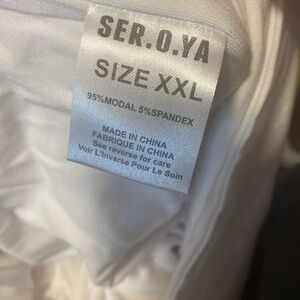 SER.O.YA
SIZE XXL
95%MODAL 5%SPANDEX
MADE IN CHINA
FABRIQUE IN CHINA
See reverse for care
Voir L'Inverse Pour Le Soin